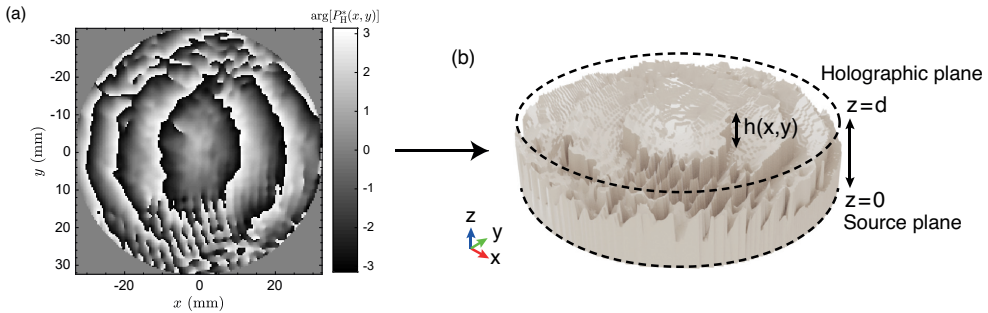 (a)
arg[P*H(x, y)]
-30
-20
-10
0
10
20
30
y (mm)
-20
0
20
x (mm)
3
2
1
0
-1
-2
-3
(b)
Holographic plane
z=d
h(x,y)
z=0
Source plane
z
y
x